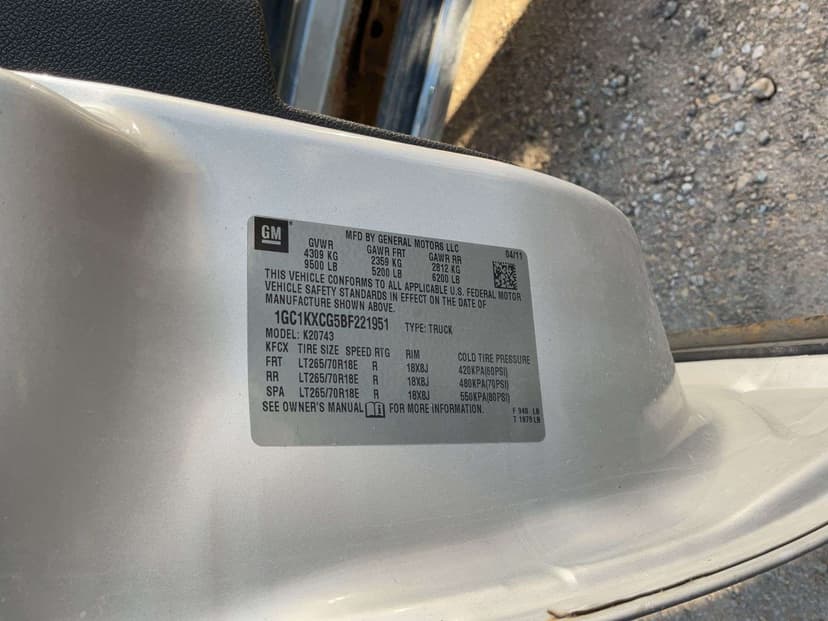 GM
MFD BY GENERAL MOTORS LLC
04/11
GVWR GAWR FRT GAWR RR
4309 KG 2359 KG 2812 KG
9500 LB 5200 LB 6200 LB
THIS VEHICLE CONFORMS TO ALL APPLICABLE U.S. FEDERAL MOTOR
VEHICLE SAFETY STANDARDS IN EFFECT ON THE DATE OF
MANUFACTURE SHOWN ABOVE.
1GC1KXCG5BF221951 TYPE: TRUCK
MODEL: K20743
KFCX TIRE SIZE SPEED RTG RIM COLD TIRE PRESSURE
FRT LT265/70R18E R 18X8J 420KPA(60PSI)
RR LT265/70R18E R 18X8J 480KPA(70PSI)
SPA LT265/70R18E R 18X8J 550KPA(80PSI)
SEE OWNER'S MANUAL FOR MORE INFORMATION.
F 940 LB
T 1879 LB